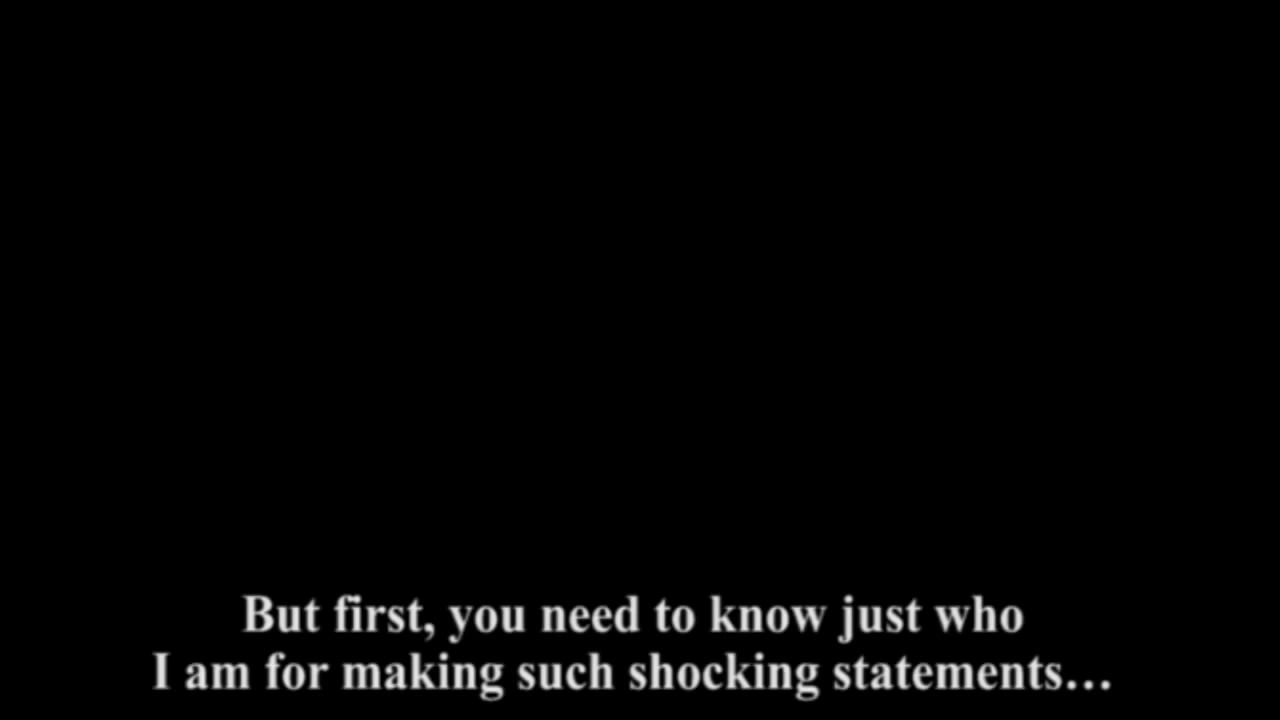 But first, you need to know just who
I am for making such shocking statements…